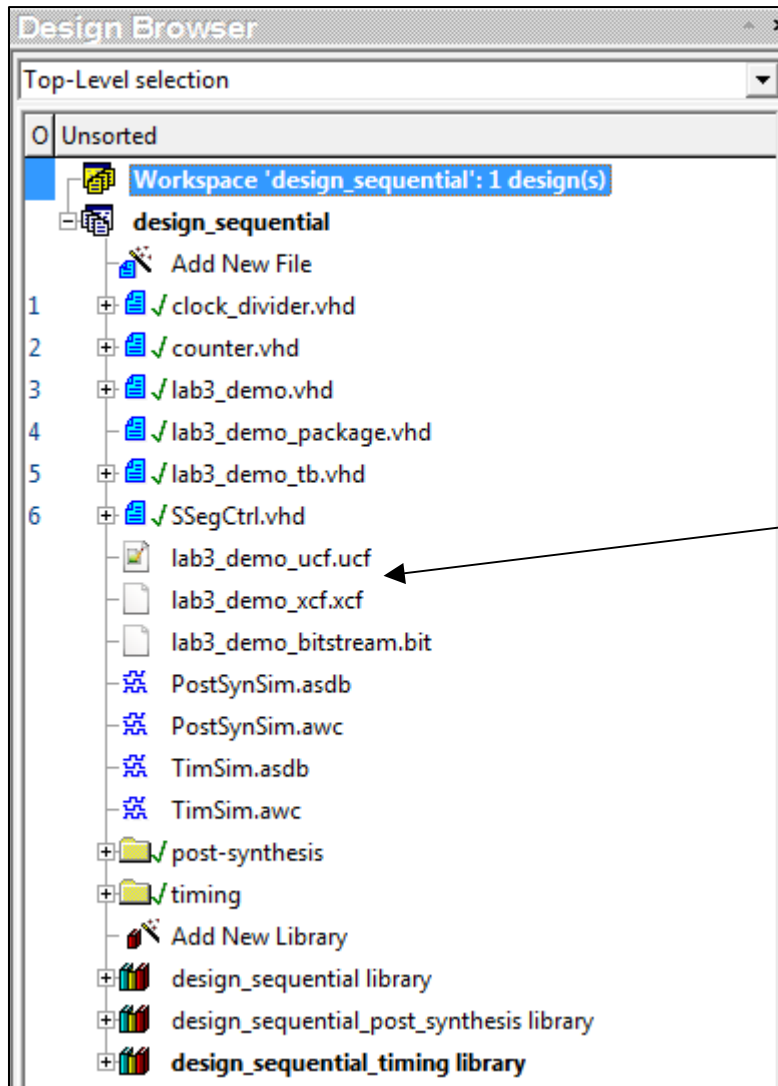 Design Browser
Top-Level selection
O Unsorted
Workspace 'design_sequential': 1 design(s)
design_sequential
Add New File
1 clock_divider.vhd
2 counter.vhd
3 lab3_demo.vhd
4 lab3_demo_package.vhd
5 lab3_demo_tb.vhd
6 SSegCtrl.vhd
lab3_demo_ucf.ucf
lab3_demo_xcf.xcf
lab3_demo_bitstream.bit
PostSynSim.asdb
PostSynSim.awc
TimSim.asdb
TimSim.awc
post-synthesis
timing
Add New Library
design_sequential library
design_sequential_post_synthesis library
design_sequential_timing library